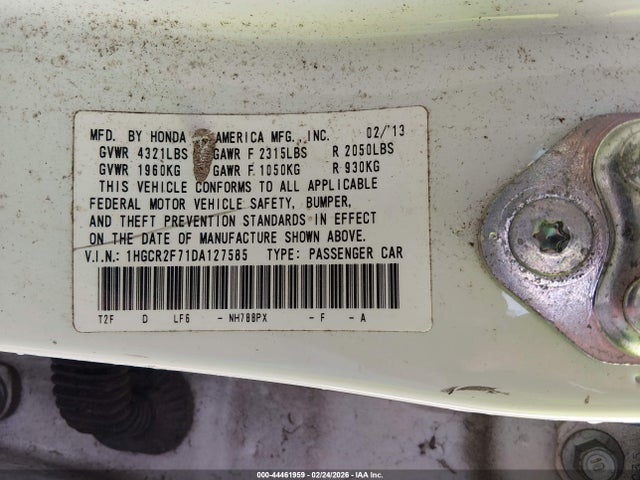 MFD. BY HONDA AMERICA MFG., INC. 02/'13
GVWR 4321LBS GAWR F 2315LBS R 2050LBS
GVWR 1960KG GAWR F 1050KG R 930KG
THIS VEHICLE CONFORMS TO ALL APPLICABLE
FEDERAL MOTOR VEHICLE SAFETY, BUMPER,
AND THEFT PREVENTION STANDARDS IN EFFECT
ON THE DATE OF MANUFACTURE SHOWN ABOVE.
V.I.N.: 1HGCR2F71DA127585 TYPE: PASSENGER CAR
T2F D LF6 - NH788PX - F - A
000-44461959 - 02/24/2026 - IAA Inc.